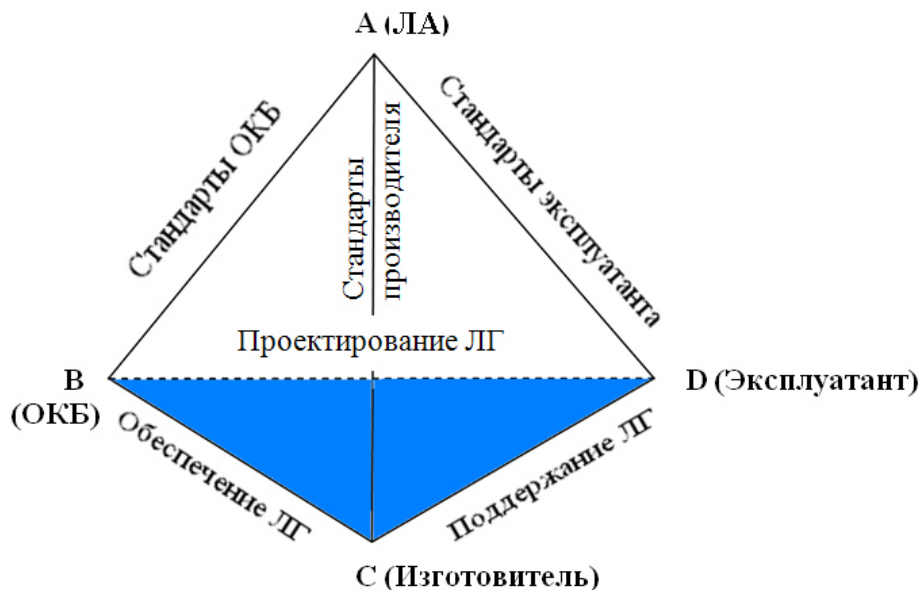 A (ЛА)
Стандарты ОКБ
Стандарты
производителя
Стандарты эксплуатанта
Проектирование ЛГ
B
(ОКБ)
D (Эксплуатант)
Обеспечение ЛГ
Поддержание ЛГ
C (Изготовитель)